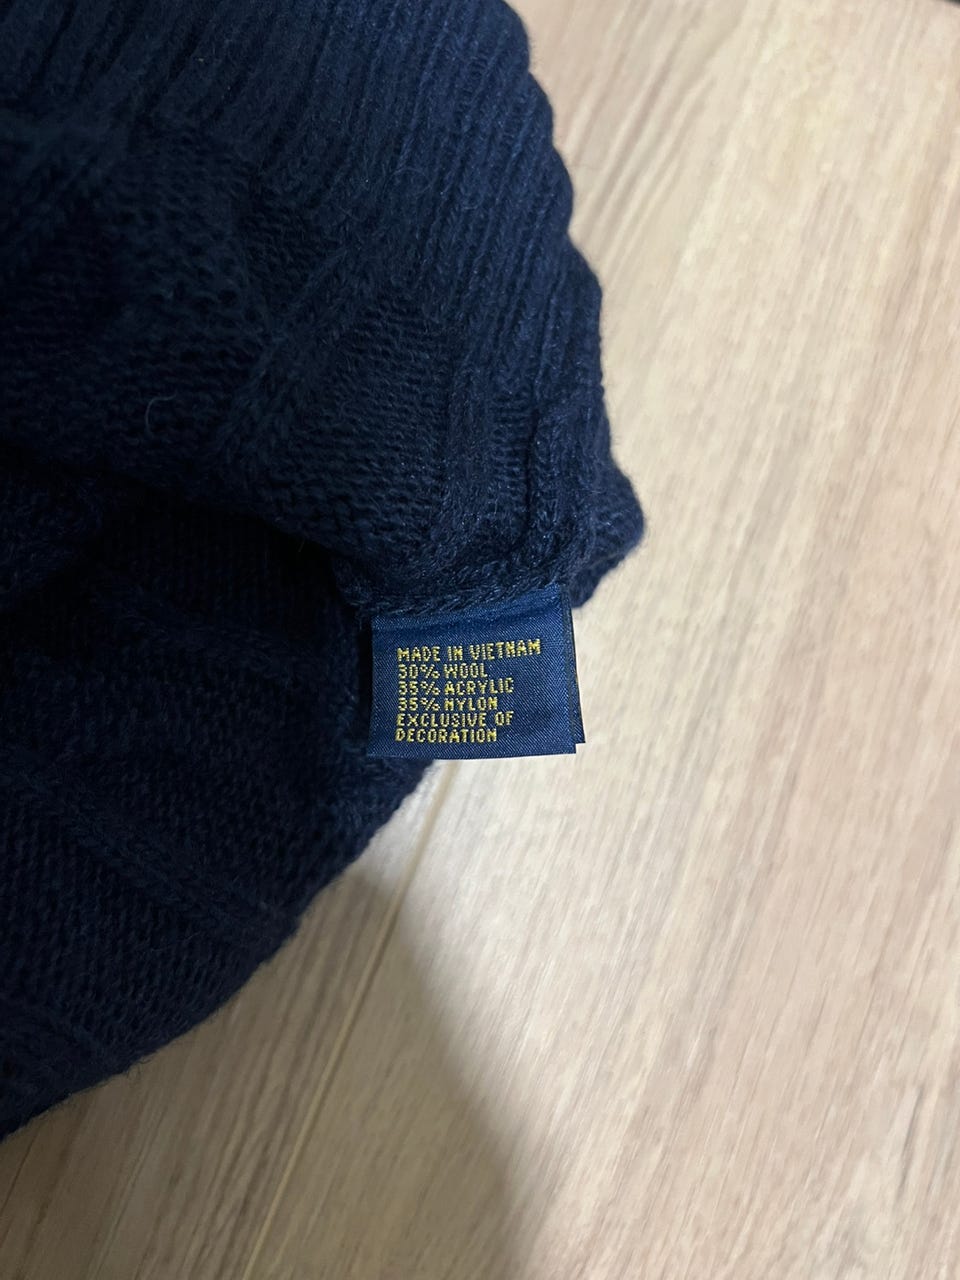 MADE IN VIETNAM
30% WOOL
35% ACRYLIC
35% NYLON
EXCLUSIVE OF
DECORATION